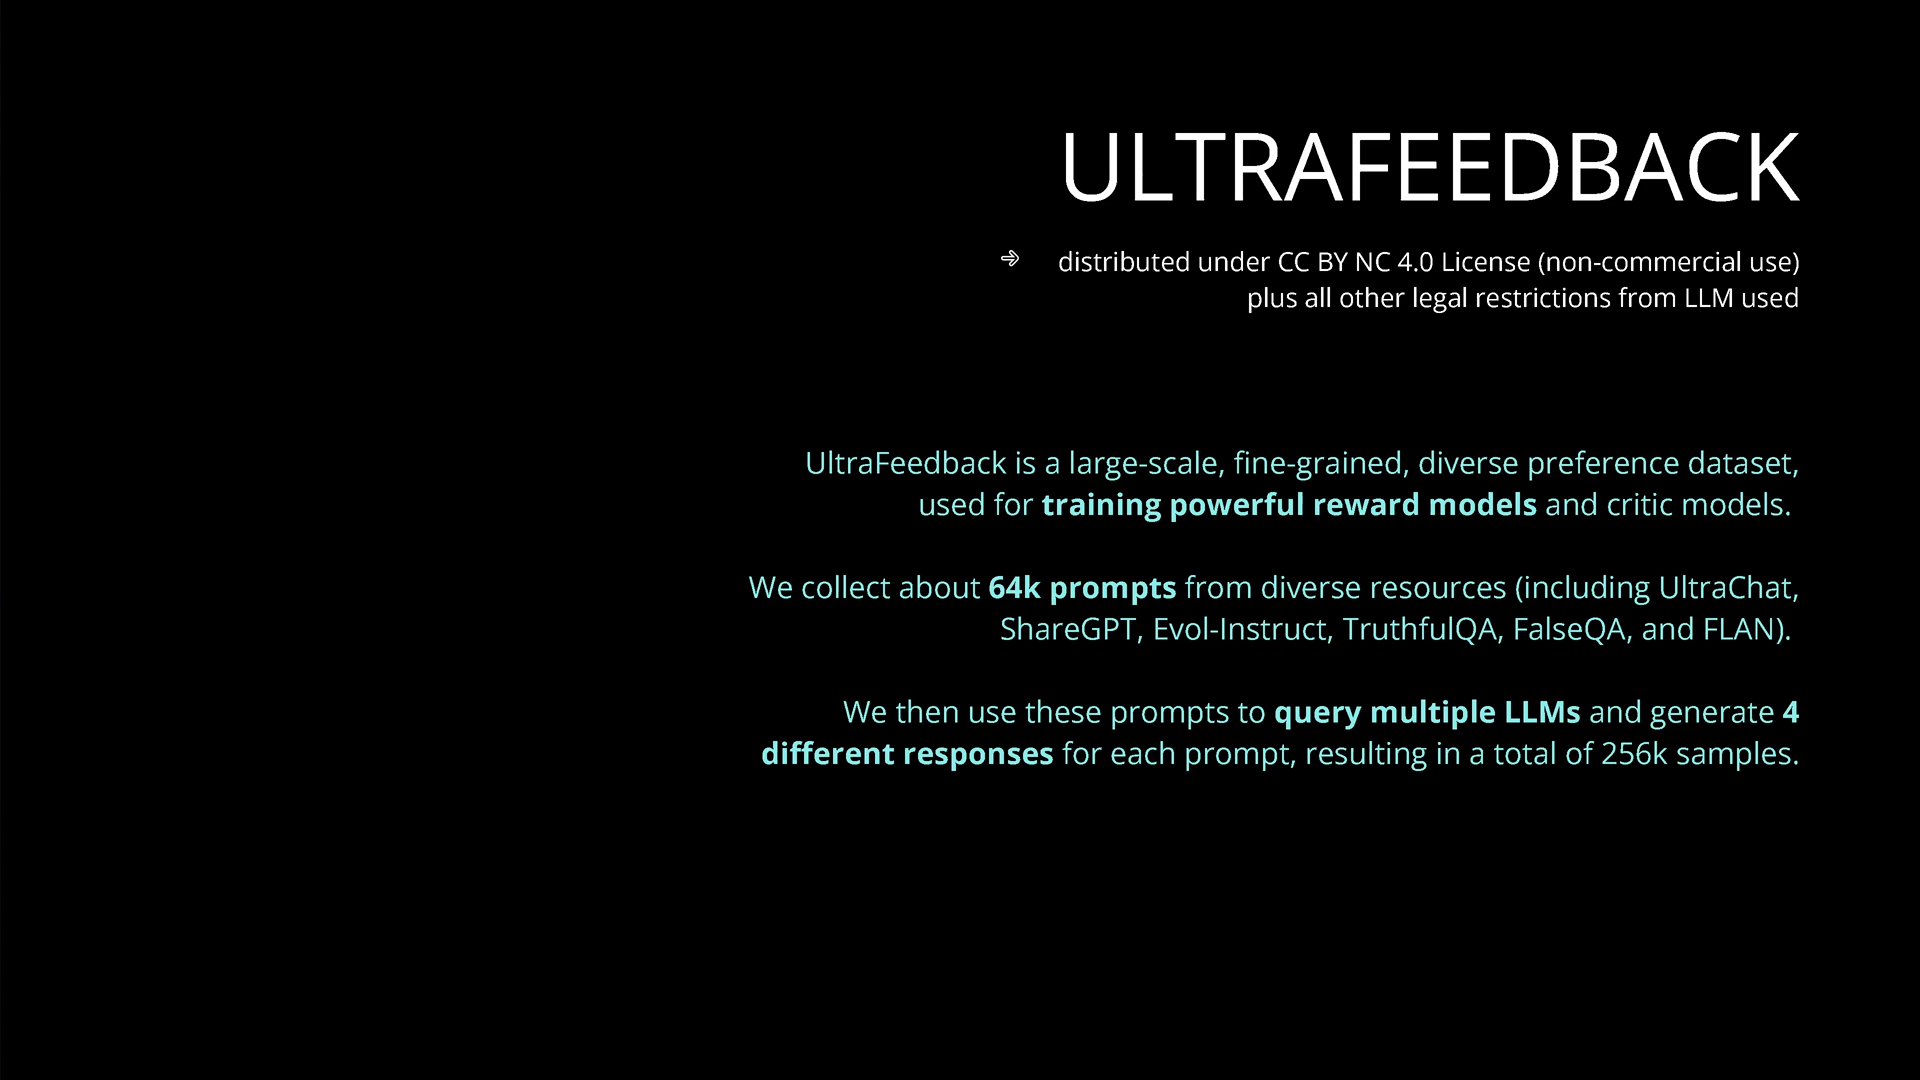 ULTRAFEEDBACK
➩ distributed under CC BY NC 4.0 License (non-commercial use)
plus all other legal restrictions from LLM used
UltraFeedback is a large-scale, fine-grained, diverse preference dataset,
used for training powerful reward models and critic models.
We collect about 64k prompts from diverse resources (including UltraChat,
ShareGPT, Evol-Instruct, TruthfulQA, FalseQA, and FLAN).
We then use these prompts to query multiple LLMs and generate 4
different responses for each prompt, resulting in a total of 256k samples.